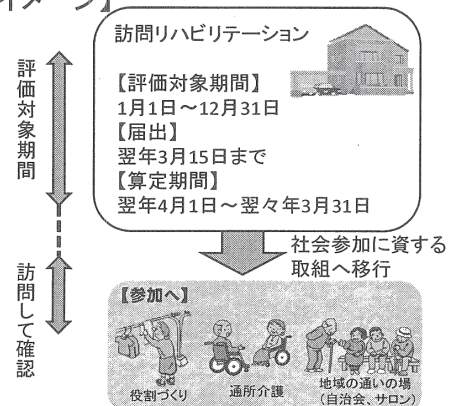 イメージ】
訪問リハビリテーション
【評価対象期間】
1月1日～12月31日
【届出】
翌年3月15日まで
【算定期間】
翌年4月1日～翌々年3月31日
評価対象期間
訪問して確認
社会参加に資する
取組へ移行
【参加へ】
役割づくり
通所介護
地域の通いの場
（自治会、サロン）